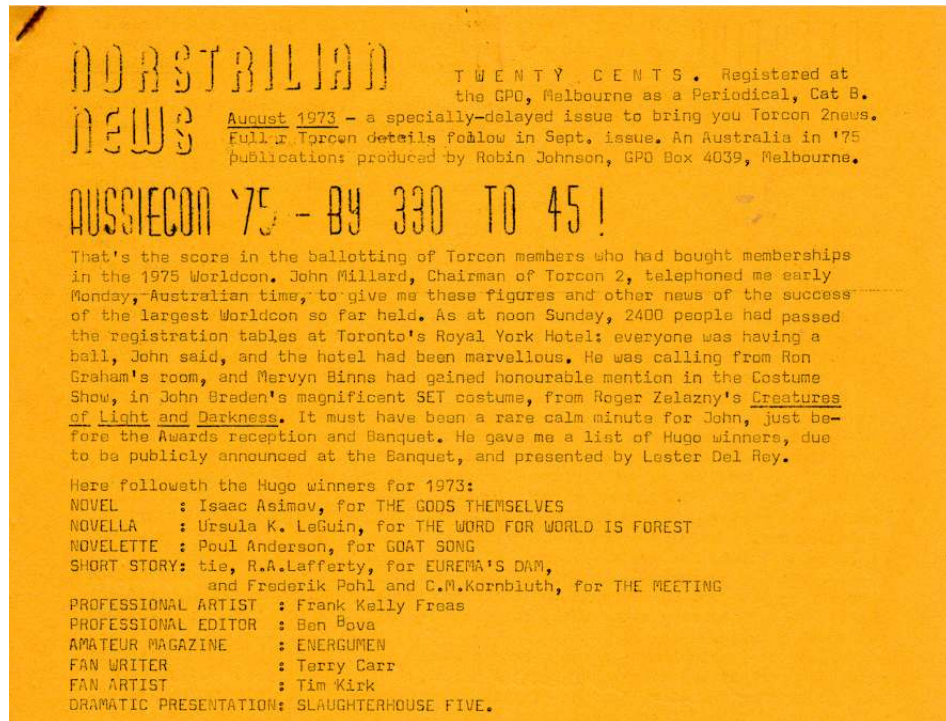 NORSTRILIAN
NEWS
TWENTY CENTS. Registered at
the GPO, Melbourne as a Periodical, Cat B.
August 1973 - a specially-delayed issue to bring you Torcon 2news.
Fuller Torcon details follow in Sept. issue. An Australia in '75
publication: produced by Robin Johnson, GPO Box 4039, Melbourne.
AUSSIECON '75 - BY 330 TO 45!
That's the score in the ballotting of Torcon members who had bought memberships
in the 1975 Worldcon. John Millard, Chairman of Torcon 2, telephoned me early
Monday, Australian time, to give me these figures and other news of the success
of the largest Worldcon so far held. As at noon Sunday, 2400 people had passed
the registration tables at Toronto's Royal York Hotel: everyone was having a
ball, John said, and the hotel had been marvellous. He was calling from Ron
Graham's room, and Mervyn Binns had gained honourable mention in the Costume
Show, in John Breden's magnificent SET costume, from Roger Zelazny's Creatures
of Light and Darkness. It must have been a rare calm minute for John, just be-
fore the Awards reception and Banquet. He gave me a list of Hugo winners, due
to be publicly announced at the Banquet, and presented by Lester Del Rey.
Here followeth the Hugo winners for 1973:
NOVEL : Isaac Asimov, for THE GODS THEMSELVES
NOVELLA : Ursula K. LeGuin, for THE WORD FOR WORLD IS FOREST
NOVELETTE : Poul Anderson, for GOAT SONG
SHORT STORY: tie, R.A.Lafferty, for EUREMA'S DAM,
and Frederik Pohl and C.M.Kornbluth, for THE MEETING
PROFESSIONAL ARTIST : Frank Kelly Freas
PROFESSIONAL EDITOR : Ben Bova
AMATEUR MAGAZINE : ENERGUMEN
FAN WRITER : Terry Carr
FAN ARTIST : Tim Kirk
DRAMATIC PRESENTATION: SLAUGHTERHOUSE FIVE.